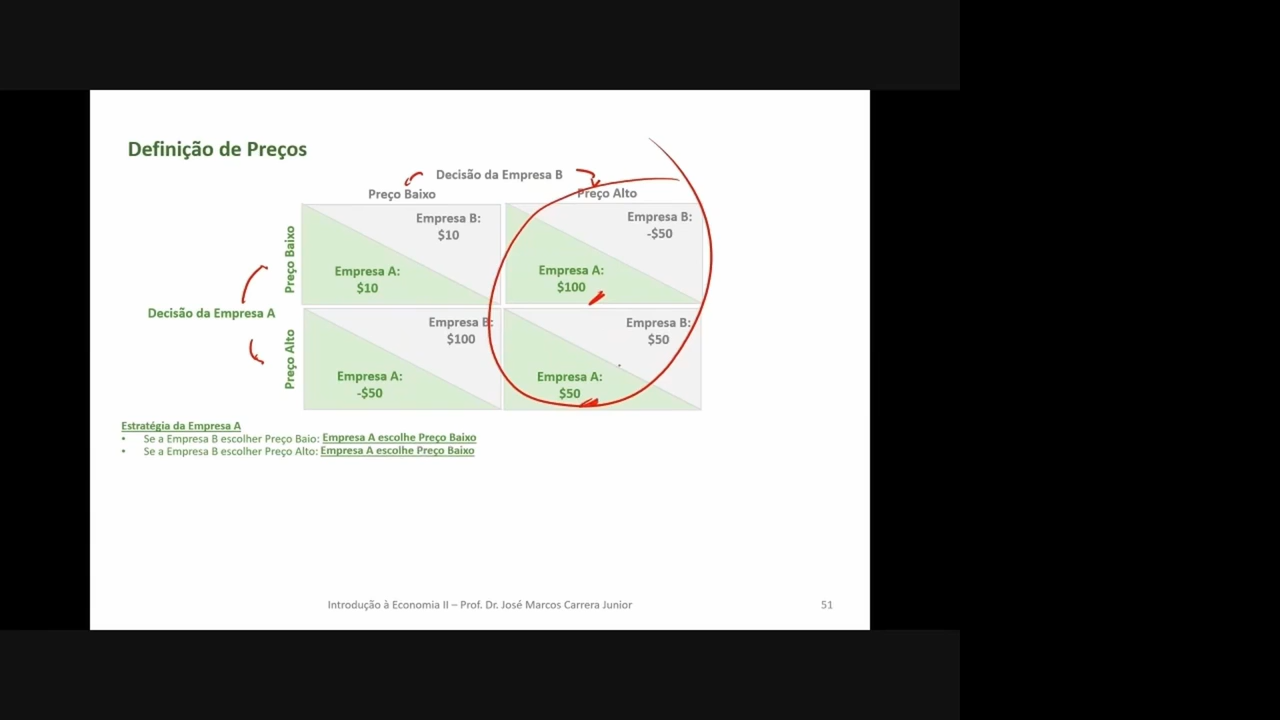 Definição de Preços
Decisão da Empresa B
Preço Baixo
Preço Alto
Preço Baixo
Empresa B:
$10
Empresa A:
$10
Empresa B:
-$50
Empresa A:
$100
Decisão da Empresa A
Preço Alto
Empresa B:
$100
Empresa A:
-$50
Empresa B:
$50
Empresa A:
$50
Estratégia da Empresa A
• Se a Empresa B escolher Preço Baio: Empresa A escolhe Preço Baixo
• Se a Empresa B escolher Preço Alto: Empresa A escolhe Preço Baixo
Introdução à Economia II – Prof. Dr. José Marcos Carrera Junior
51